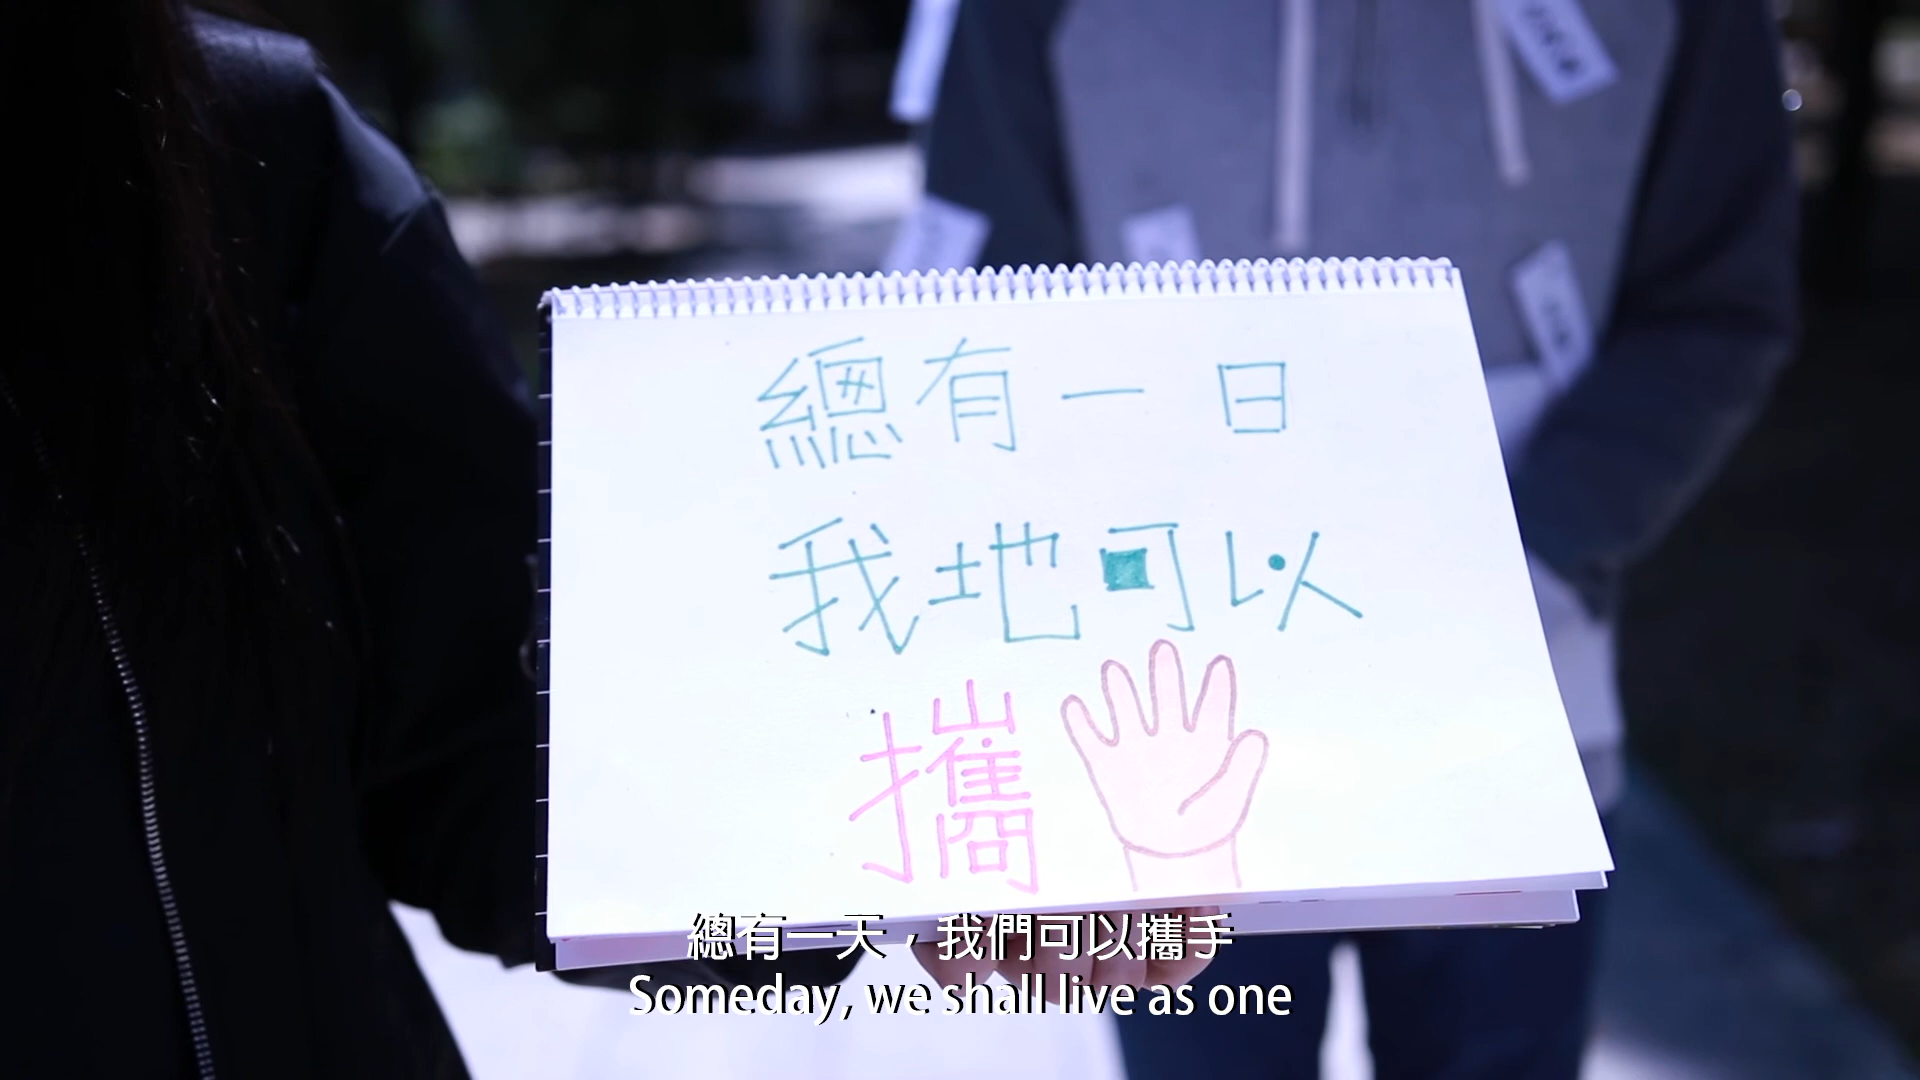 總有一日
我地可以
攜
總有一天，我們可以攜手
Someday, we shall live as one